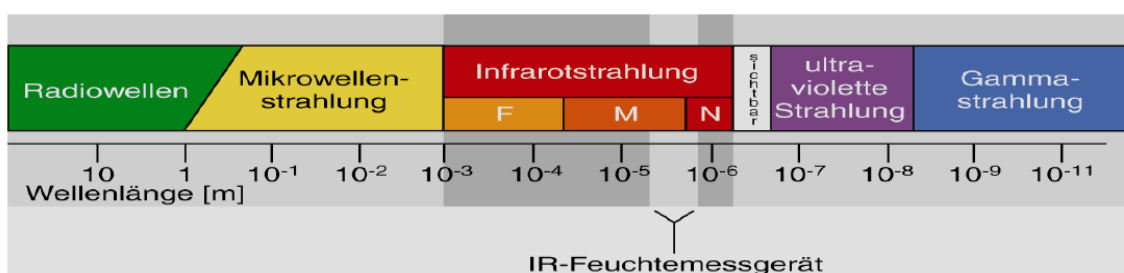 Radiowellen
Mikrowellen-
strahlung
Infrarotstrahlung
F M N
sichtbar
ultra-
violette
Strahlung
Gamma-
strahlung
10 1 10⁻¹ 10⁻² 10⁻³ 10⁻⁴ 10⁻⁵ 10⁻⁶ 10⁻⁷ 10⁻⁸ 10⁻⁹ 10⁻¹¹
Wellenlänge [m]
IR-Feuchtemessgerät